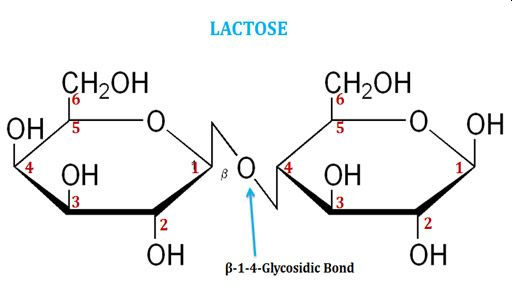 LACTOSE
CH2OH CH2OH
6 6
OH 5 O 5 O OH
4 OH 1 β O 4 OH 1
3 2 3 2
OH OH
β-1-4-Glycosidic Bond